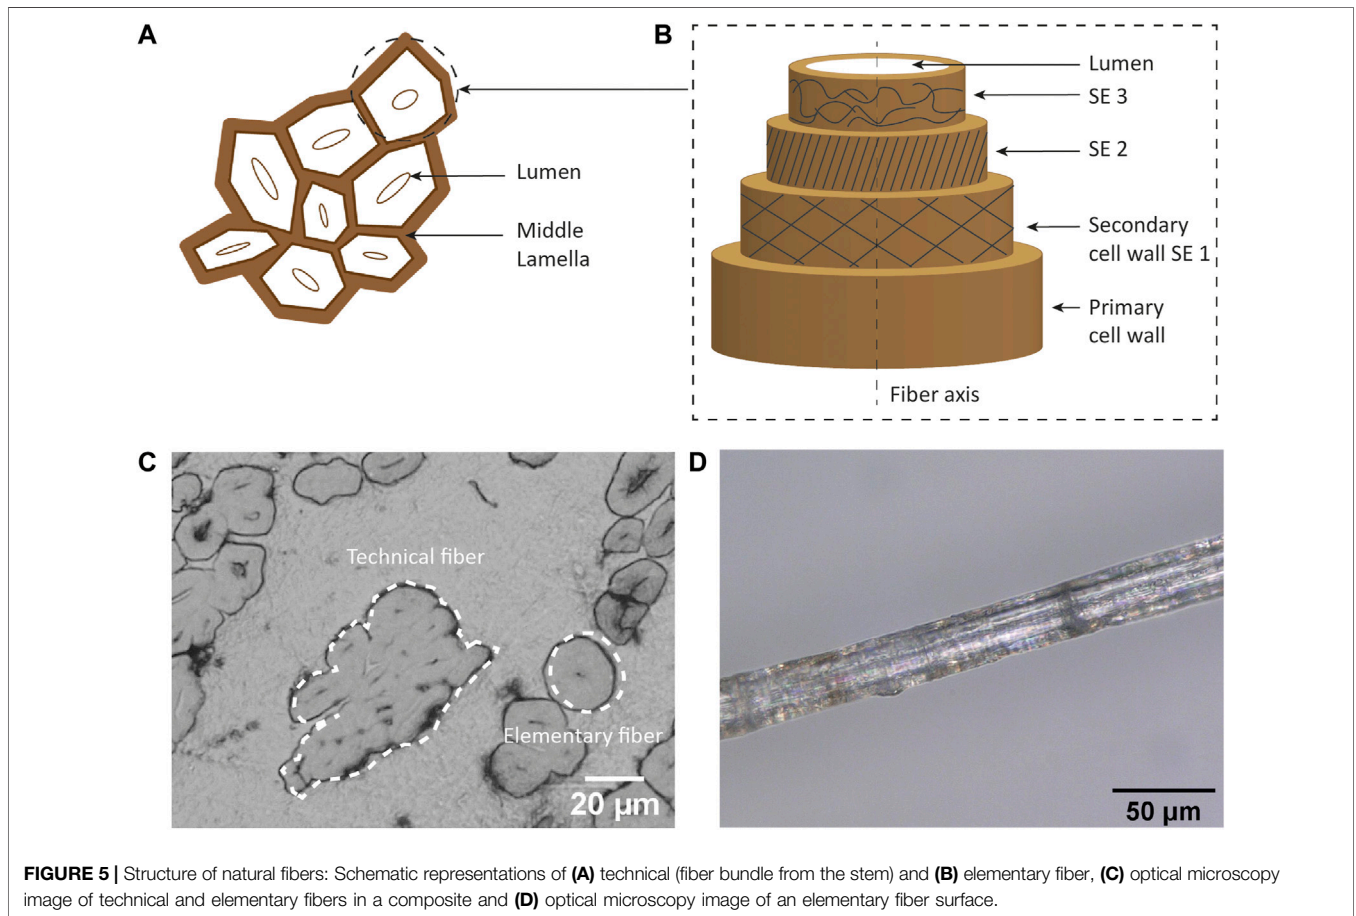 A
Lumen
Middle
Lamella
B
Lumen
SE 3
SE 2
Secondary
cell wall SE 1
Primary
cell wall
Fiber axis
C
Technical fiber
Elementary fiber
20 µm
D
50 µm
FIGURE 5 | Structure of natural fibers: Schematic representations of (A) technical (fiber bundle from the stem) and (B) elementary fiber, (C) optical microscopy
image of technical and elementary fibers in a composite and (D) optical microscopy image of an elementary fiber surface.